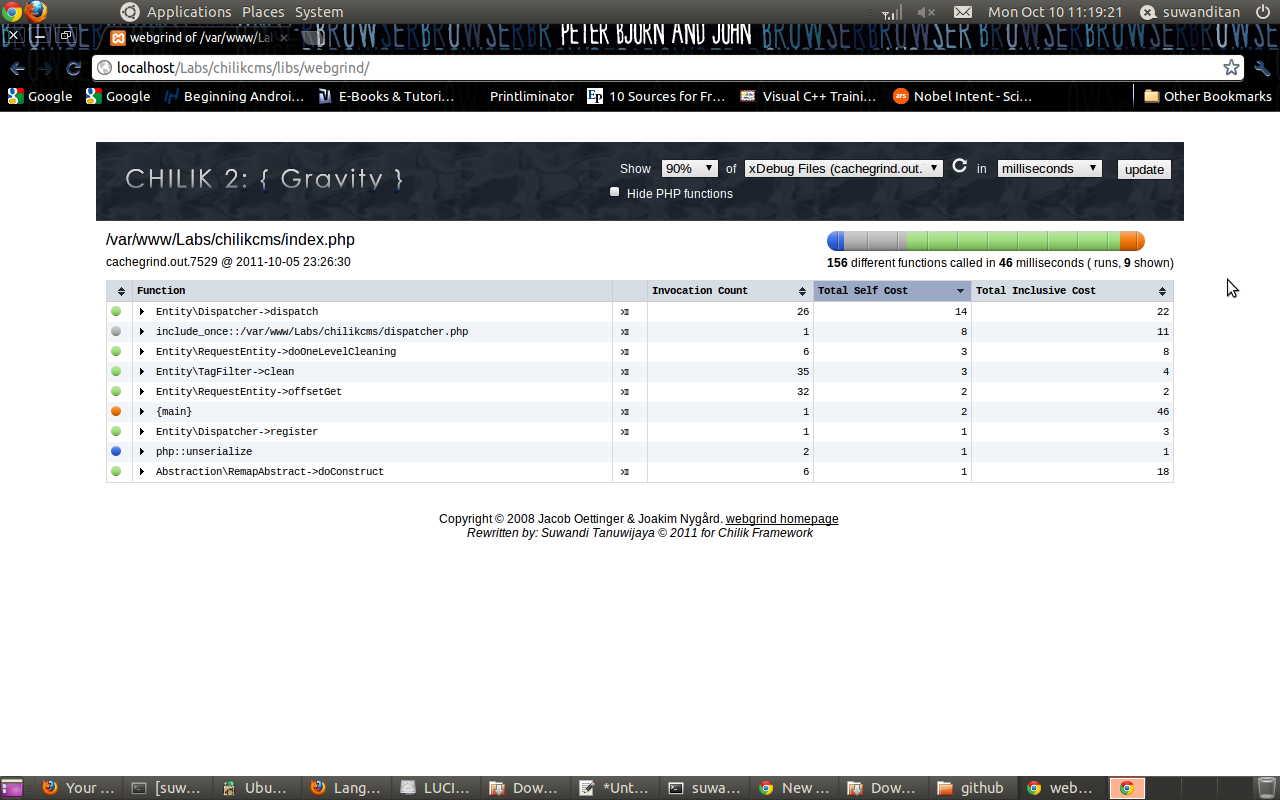 Applications Places System Mon Oct 10 11:19:21 suwanditan
webgrind of /var/www/Lab PETER BJORN AND JOHN
localhost/Labs/chilikcms/libs/webgrind/
Google Google Beginning Androi... E-Books & Tutori... Printliminator 10 Sources for Fr... Visual C++ Traini... Nobel Intent - Sci... Other Bookmarks
CHILIK 2: { Gravity } Show 90% of xDebug Files (cachegrind.out. in milliseconds update
Hide PHP functions
/var/www/Labs/chilikcms/index.php
cachegrind.out.7529 @ 2011-10-05 23:26:30 156 different functions called in 46 milliseconds ( runs, 9 shown)
Function Invocation Count Total Self Cost Total Inclusive Cost
Entity\Dispatcher->dispatch 26 14 22
include_once::/var/www/Labs/chilikcms/dispatcher.php 1 8 11
Entity\RequestEntity->doOneLevelCleaning 6 3 8
Entity\TagFilter->clean 35 3 4
Entity\RequestEntity->offsetGet 32 2 2
{main} 1 2 46
Entity\Dispatcher->register 1 1 3
php::unserialize 2 1 1
Abstraction\RemapAbstract->doConstruct 6 1 18
Copyright © 2008 Jacob Oettinger & Joakim Nygård. webgrind homepage
Rewritten by: Suwandi Tanuwijaya © 2011 for Chilik Framework
Your ... [suw... Ubu... Lang... LUCI... Dow... *Unt... suwa... New ... Dow... github web...